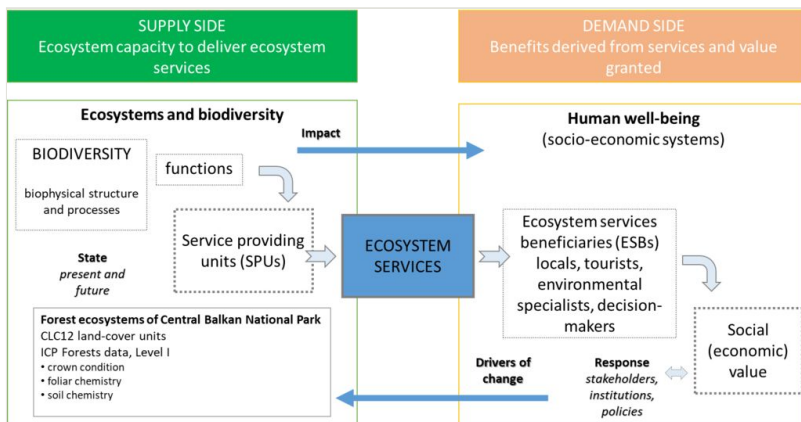 SUPPLY SIDE
Ecosystem capacity to deliver ecosystem
services
DEMAND SIDE
Benefits derived from services and value
granted
Ecosystems and biodiversity
Impact
Human well-being
(socio-economic systems)
BIODIVERSITY
biophysical structure
and processes
functions
Service providing
units (SPUs)
ECOSYSTEM
SERVICES
Ecosystem services
beneficiaries (ESBs)
locals, tourists,
environmental
specialists, decision-
makers
State
present and
future
Forest ecosystems of Central Balkan National Park
CLC12 land-cover units
ICP Forests data, Level I
• crown condition
• foliar chemistry
• soil chemistry
Drivers of
change
Response
stakeholders,
institutions,
policies
Social
(economic)
value